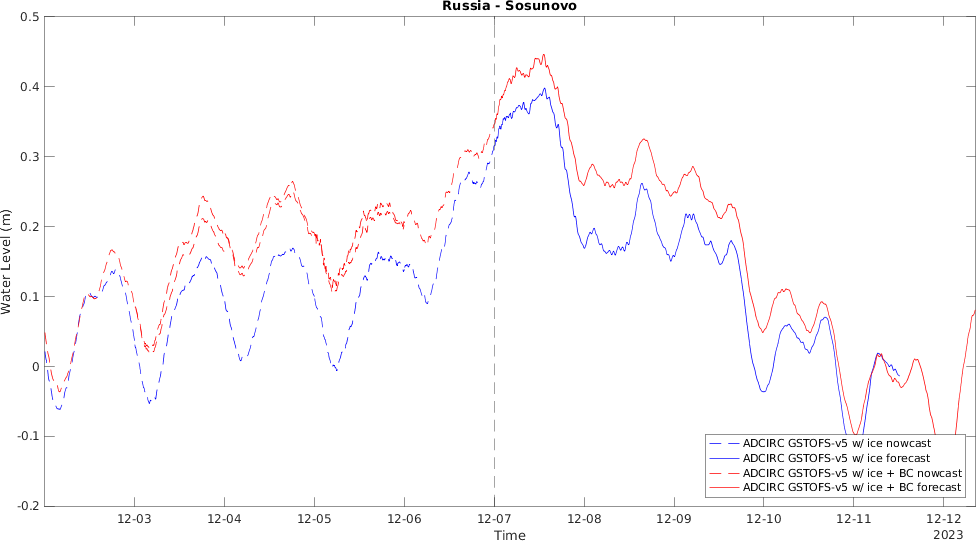 Russia - Sosunovo
0.5
0.4
0.3
0.2
0.1
0
-0.1
-0.2
Water Level (m)
ADCIRC GSTOFS-v5 w/ ice nowcast
ADCIRC GSTOFS-v5 w/ ice forecast
ADCIRC GSTOFS-v5 w/ ice + BC nowcast
ADCIRC GSTOFS-v5 w/ ice + BC forecast
12-03 12-04 12-05 12-06 12-07 12-08 12-09 12-10 12-11 12-12
Time
2023